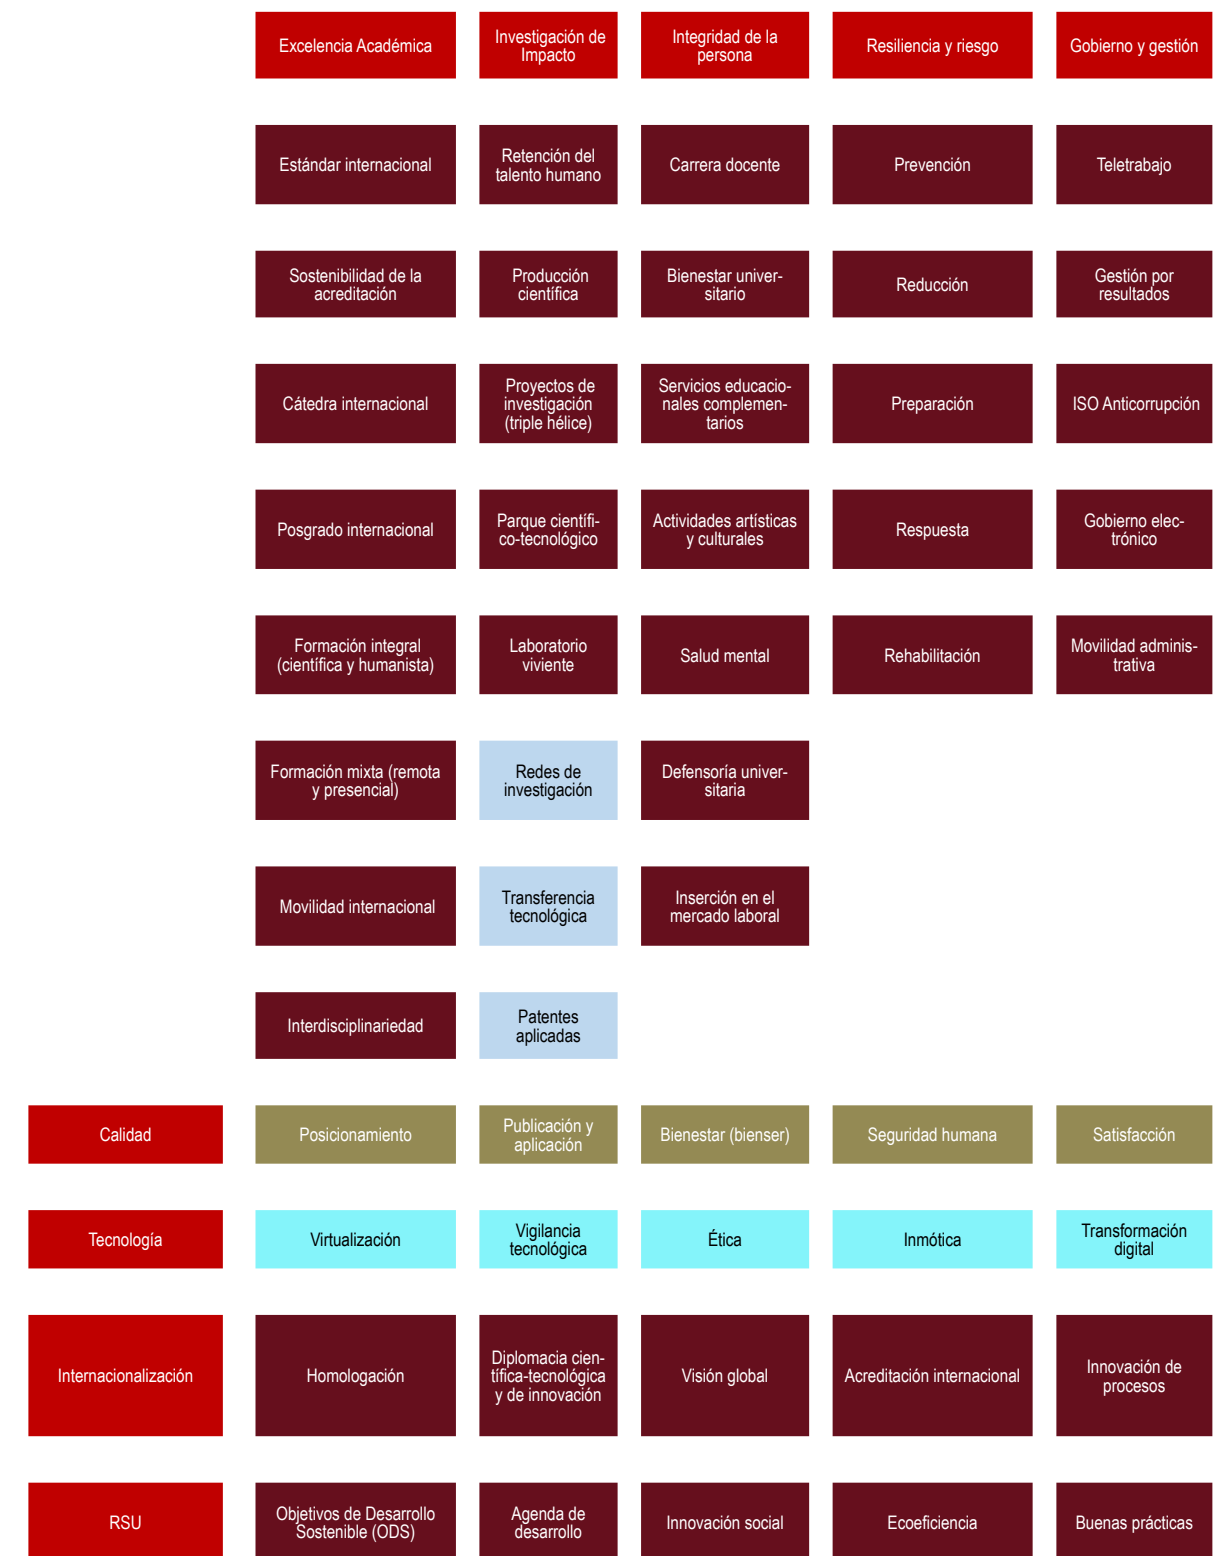 Excelencia Académica
Investigación de
Impacto
Integridad de la
persona
Resiliencia y riesgo
Gobierno y gestión
Estándar internacional
Retención del
talento humano
Carrera docente
Prevención
Teletrabajo
Sostenibilidad de la
acreditación
Producción
científica
Bienestar univer-
sitario
Reducción
Gestión por
resultados
Cátedra internacional
Proyectos de
investigación
(triple hélice)
Servicios educacio-
nales complemen-
tarios
Preparación
ISO Anticorrupción
Posgrado internacional
Parque científi-
co-tecnológico
Actividades artísticas
y culturales
Respuesta
Gobierno elec-
trónico
Formación integral
(científica y humanista)
Laboratorio
viviente
Salud mental
Rehabilitación
Movilidad adminis-
trativa
Formación mixta (remota
y presencial)
Redes de
investigación
Defensoría univer-
sitaria
Movilidad internacional
Transferencia
tecnológica
Inserción en el
mercado laboral
Interdisciplinariedad
Patentes
aplicadas
Calidad
Posicionamiento
Publicación y
aplicación
Bienestar (bienser)
Seguridad humana
Satisfacción
Tecnología
Virtualización
Vigilancia
tecnológica
Ética
Inmótica
Transformación
digital
Internacionalización
Homologación
Diplomacia cien-
tífica-tecnológica
y de innovación
Visión global
Acreditación internacional
Innovación de
procesos
RSU
Objetivos de Desarrollo
Sostenible (ODS)
Agenda de
desarrollo
Innovación social
Ecoeficiencia
Buenas prácticas